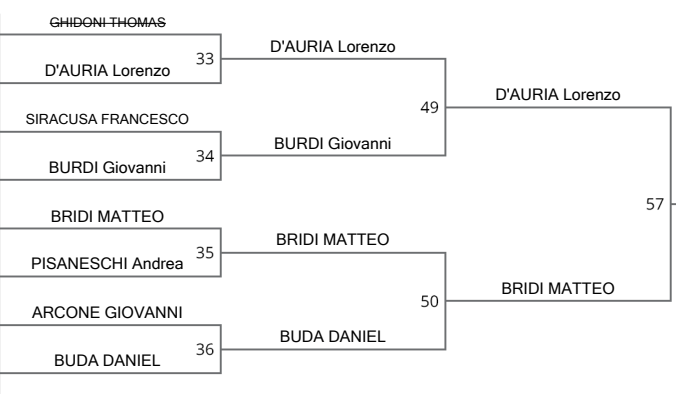 GHIDONI THOMAS
33
D'AURIA Lorenzo
D'AURIA Lorenzo
SIRACUSA FRANCESCO
34
BURDI Giovanni
49
BURDI Giovanni
D'AURIA Lorenzo
BRIDI MATTEO
35
PISANESCHI Andrea
BRIDI MATTEO
57
ARCONE GIOVANNI
36
BUDA DANIEL
50
BUDA DANIEL
BRIDI MATTEO